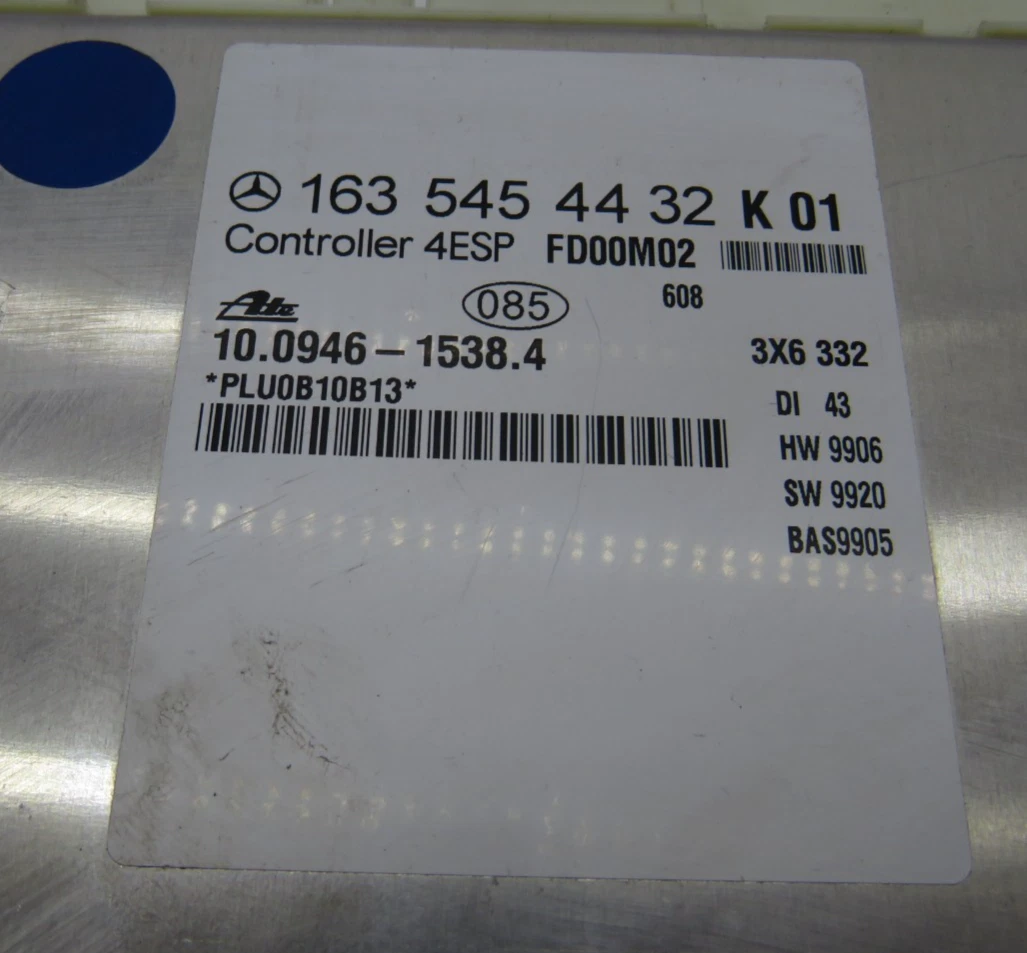 163 545 44 32 K 01
Controller 4ESP FD00M02
Ate 085 608
10.0946-1538.4 3X6 332
*PLU0B10B13* DI 43
HW 9906
SW 9920
BAS9905